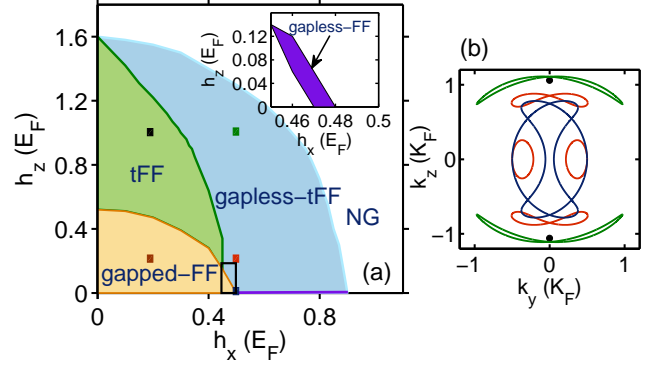 1.6
1.2
0.8
0.4
0
h_z (E_F)
0
0.4
0.8
h_x (E_F)
tFF
gapless−tFF
gapped−FF
NG
(a)
gapless−FF
0.12
0.08
0.04
0
h_z (E_F)
0.46
0.48
0.5
h_x (E_F)
(b)
1
0
−1
k_z (K_F)
−1
0
1
k_y (K_F)